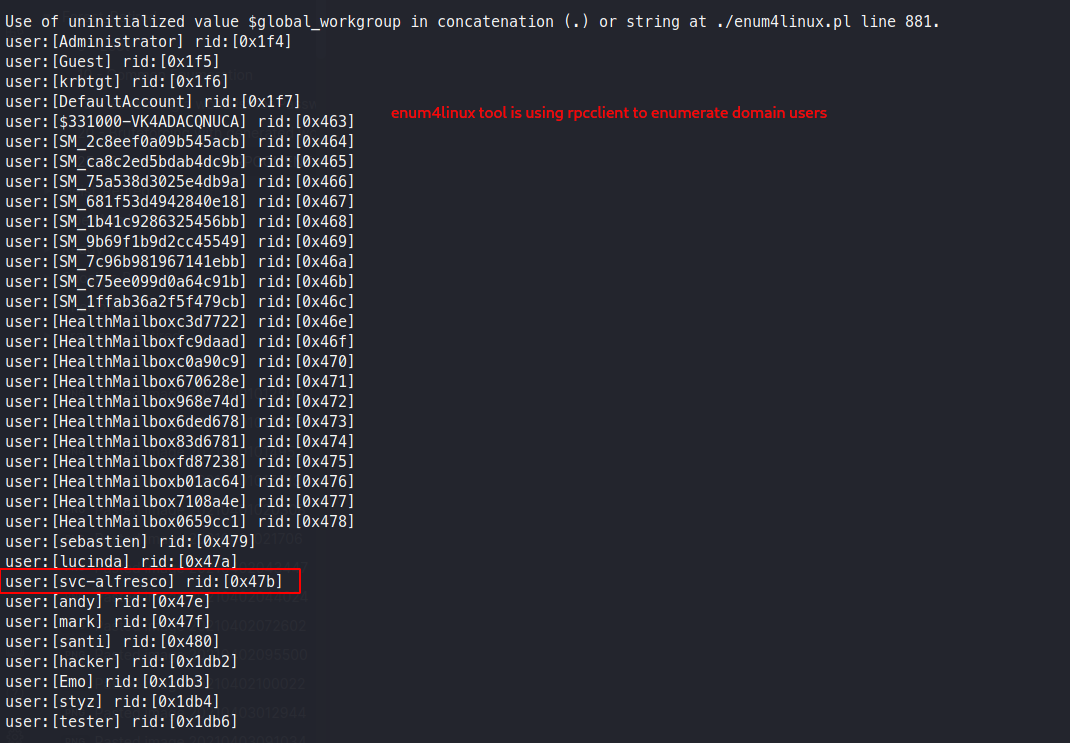 Use of uninitialized value $global_workgroup in concatenation (.) or string at ./enum4linux.pl line 881.
user:[Administrator] rid:[0x1f4]
user:[Guest] rid:[0x1f5]
user:[krbtgt] rid:[0x1f6]
user:[DefaultAccount] rid:[0x1f7]
enum4linux tool is using rpcclient to enumerate domain users
user:[$331000-VK4ADACQNUCA] rid:[0x463]
user:[SM_2c8eef0a09b545acb] rid:[0x464]
user:[SM_ca8c2ed5bdab4dc9b] rid:[0x465]
user:[SM_75a538d3025e4db9a] rid:[0x466]
user:[SM_681f53d4942840e18] rid:[0x467]
user:[SM_1b41c9286325456bb] rid:[0x468]
user:[SM_9b69f1b9d2cc45549] rid:[0x469]
user:[SM_7c96b981967141ebb] rid:[0x46a]
user:[SM_c75ee099d0a64c91b] rid:[0x46b]
user:[SM_1ffab36a2f5f479cb] rid:[0x46c]
user:[HealthMailboxc3d7722] rid:[0x46e]
user:[HealthMailboxfc9daad] rid:[0x46f]
user:[HealthMailboxc0a90c9] rid:[0x470]
user:[HealthMailbox670628e] rid:[0x471]
user:[HealthMailbox968e74d] rid:[0x472]
user:[HealthMailbox6ded678] rid:[0x473]
user:[HealthMailbox83d6781] rid:[0x474]
user:[HealthMailboxfd87238] rid:[0x475]
user:[HealthMailboxb01ac64] rid:[0x476]
user:[HealthMailbox7108a4e] rid:[0x477]
user:[HealthMailbox0659cc1] rid:[0x478]
user:[sebastien] rid:[0x479]
user:[lucinda] rid:[0x47a]
user:[svc-alfresco] rid:[0x47b]
user:[andy] rid:[0x47e]
user:[mark] rid:[0x47f]
user:[santi] rid:[0x480]
user:[hacker] rid:[0x1db2]
user:[Emo] rid:[0x1db3]
user:[styz] rid:[0x1db4]
user:[tester] rid:[0x1db6]